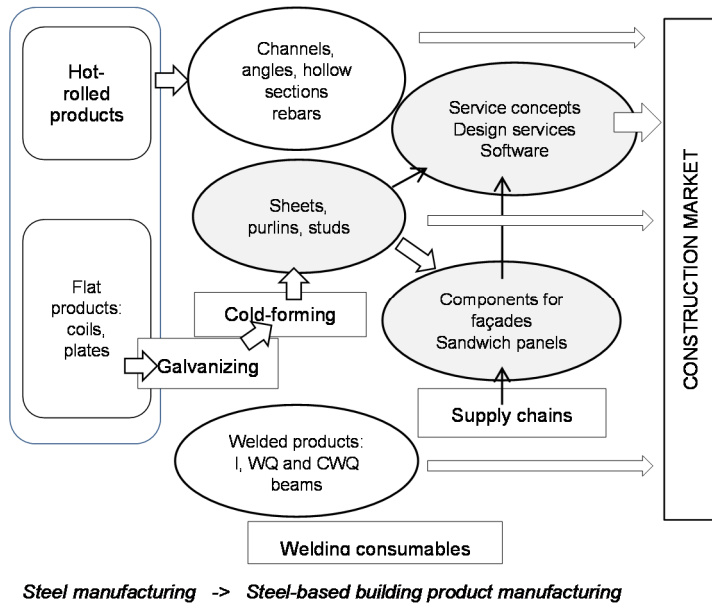 Hot-
rolled
products
Channels,
angles, hollow
sections
rebars
Service concepts
Design services
Software
Sheets,
purlins, studs
Flat
products:
coils,
plates
Cold-forming
Galvanizing
Components for
façades
Sandwich panels
Supply chains
Welded products:
I, WQ and CWQ
beams
Welding consumables
CONSTRUCTION MARKET
Steel manufacturing -> Steel-based building product manufacturing